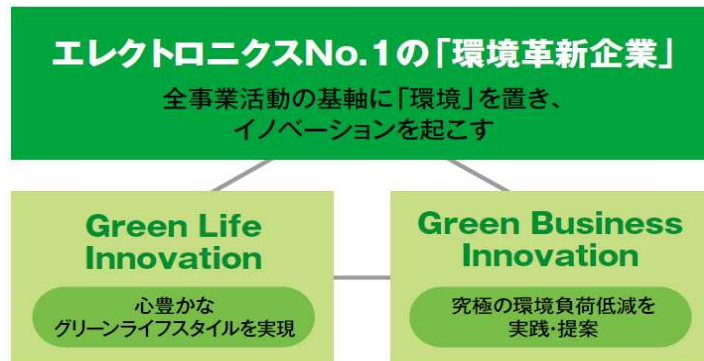 エレクトロニクスNo.1の「環境革新企業」
全事業活動の基軸に「環境」を置き、
イノベーションを起こす
Green Life
Innovation
心豊かな
グリーンライフスタイルを実現
Green Business
Innovation
究極の環境負荷低減を
実践・提案